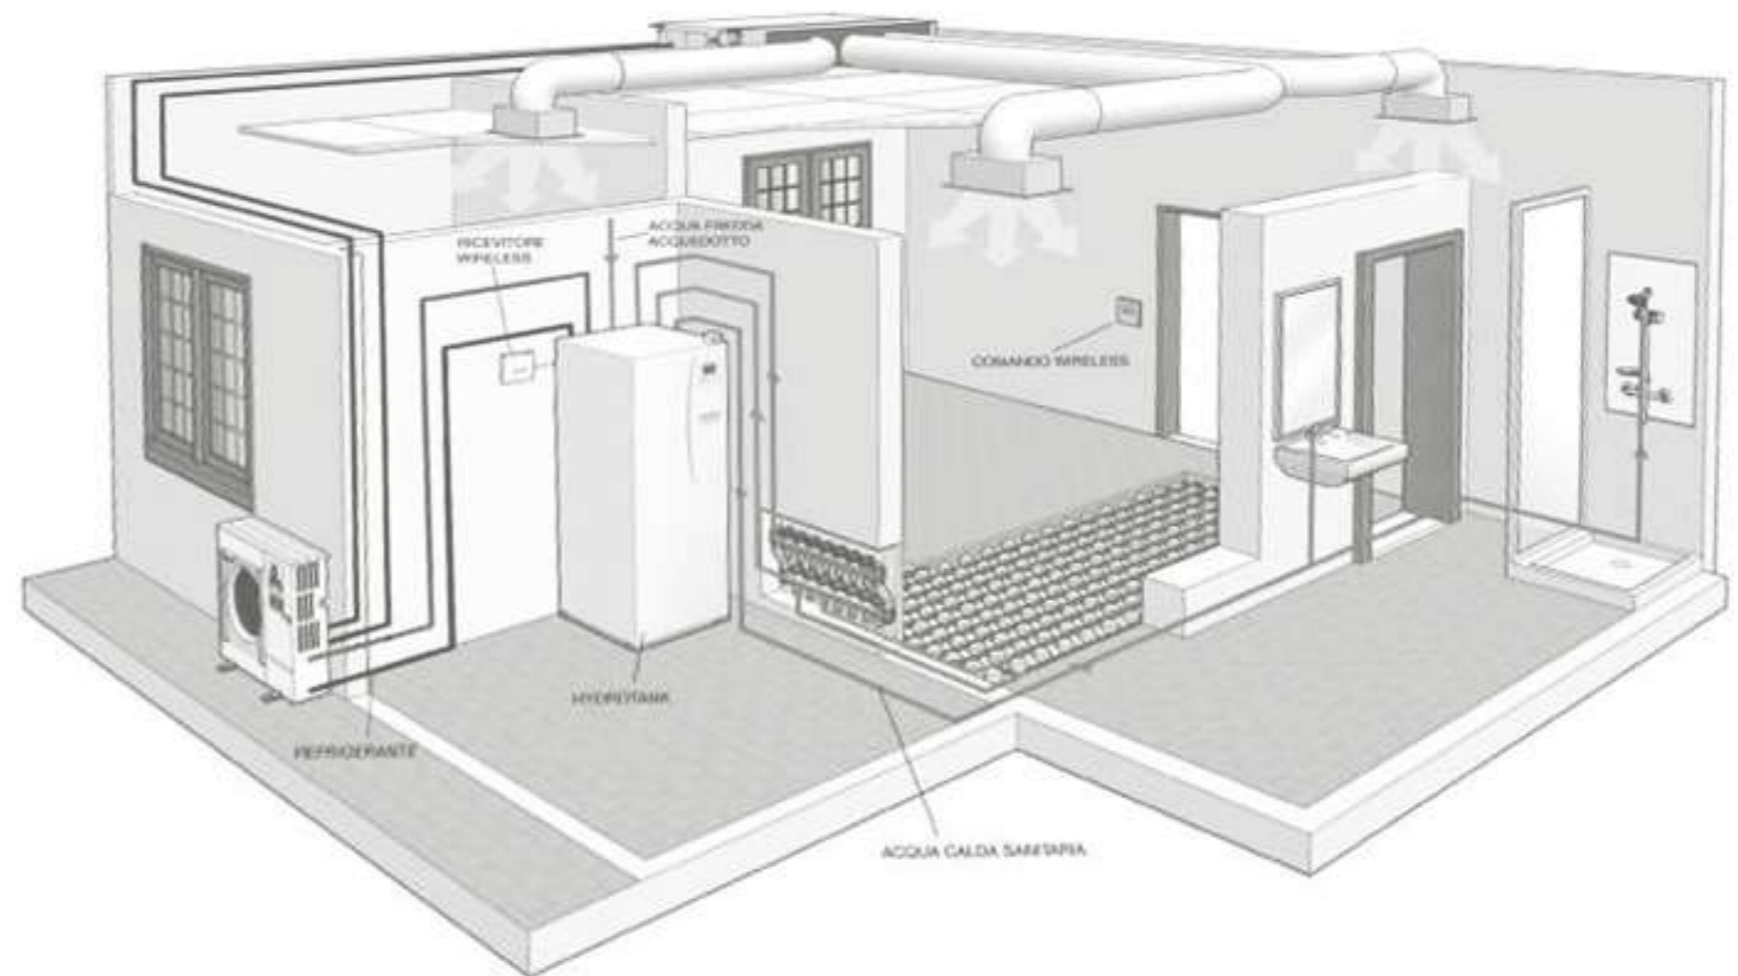 RICEVITORE
WIRELESS
ACQUA FREDDA
ACQUEDOTTO
COMANDO WIRELESS
HYDROTANK
REFRIGERANTE
ACQUA CALDA SANITARIA